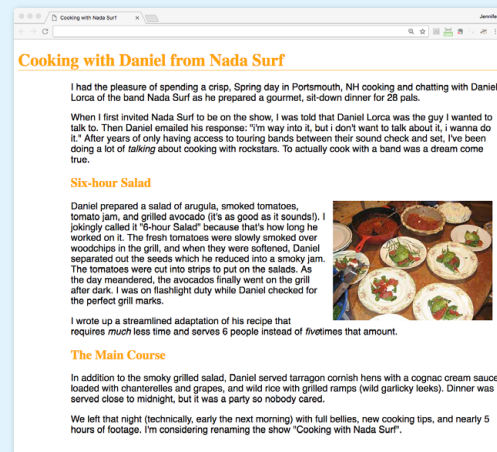 Cooking with Nada Surf
Jennife
Cooking with Daniel from Nada Surf
I had the pleasure of spending a crisp, Spring day in Portsmouth, NH cooking and chatting with Daniel
Lorca of the band Nada Surf as he prepared a gourmet, sit-down dinner for 28 pals.
When I first invited Nada Surf to be on the show, I was told that Daniel Lorca was the guy I wanted to
talk to. Then Daniel emailed his response: "i'm way into it, but i don't want to talk about it, i wanna do
it." After years of only having access to touring bands between their sound check and set, I've been
doing a lot of talking about cooking with rockstars. To actually cook with a band was a dream come
true.
Six-hour Salad
Daniel prepared a salad of arugula, smoked tomatoes,
tomato jam, and grilled avocado (it's as good as it sounds!). I
jokingly called it "6-hour Salad" because that's how long he
worked on it. The fresh tomatoes were slowly smoked over
woodchips in the grill, and when they were softened, Daniel
separated out the seeds which he reduced into a smoky jam.
The tomatoes were cut into strips to put on the salads. As
the day meandered, the avocados finally went on the grill
after dark. I was on flashlight duty while Daniel checked for
the perfect grill marks.
I wrote up a streamlined adaptation of his recipe that
requires much less time and serves 6 people instead of fivetimes that amount.
The Main Course
In addition to the smoky grilled salad, Daniel served tarragon cornish hens with a cognac cream sauce
loaded with chanterelles and grapes, and wild rice with grilled ramps (wild garlicky leeks). Dinner was
served close to midnight, but it was a party so nobody cared.
We left that night (technically, early the next morning) with full bellies, new cooking tips, and nearly 5
hours of footage. I'm considering renaming the show "Cooking with Nada Surf".